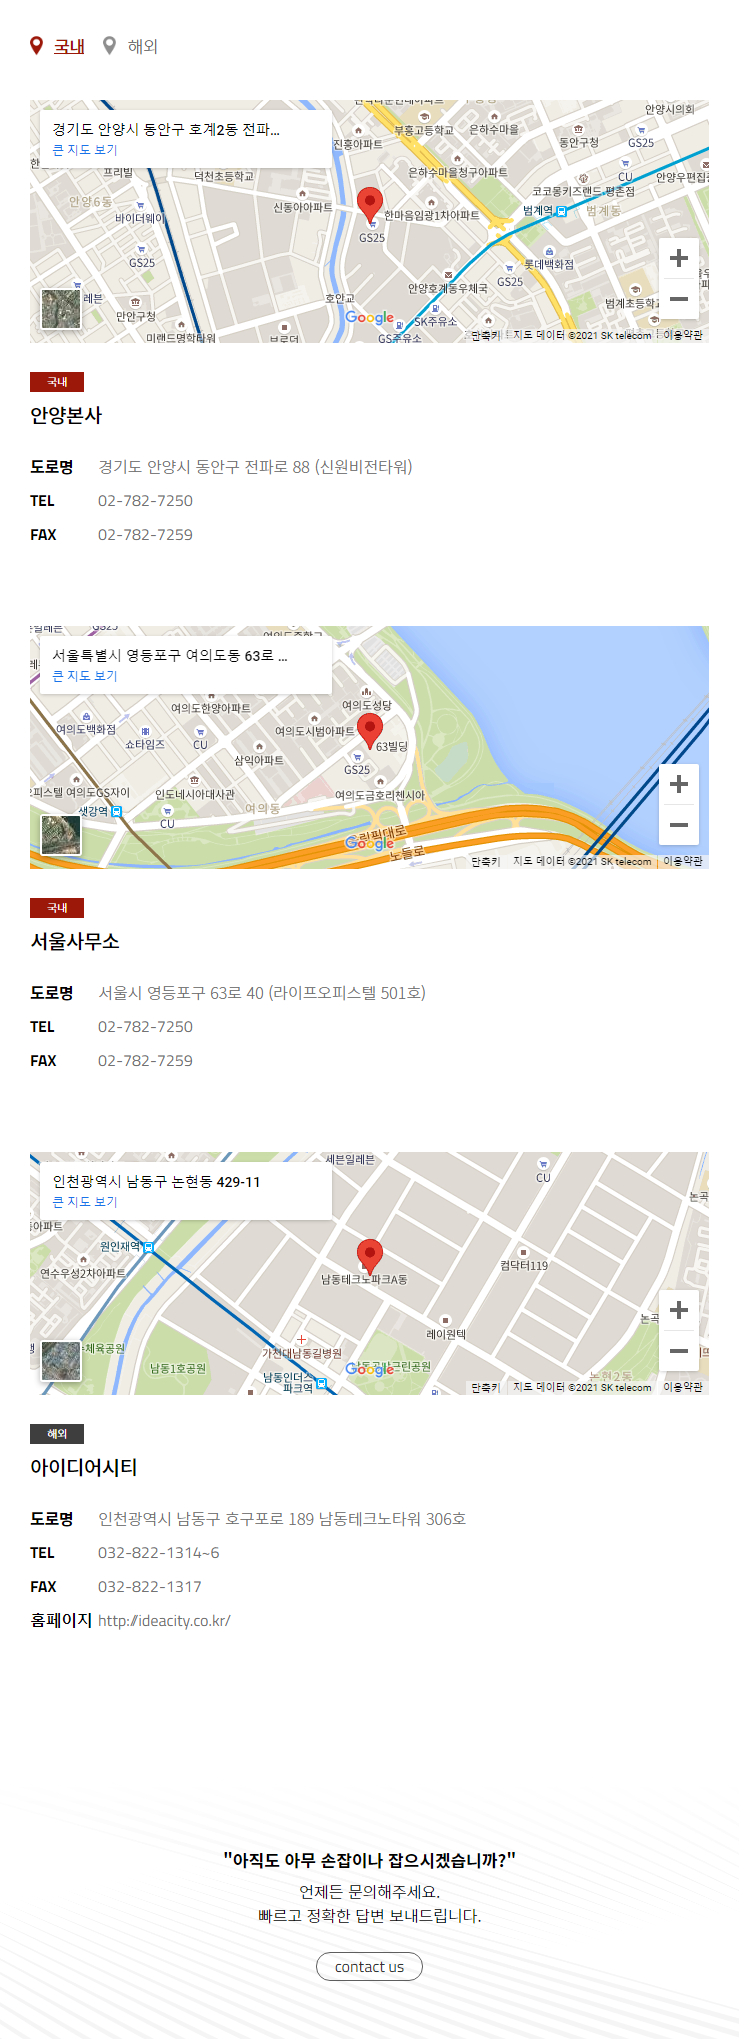 국내 해외
경기도 안양시 동안구 호계2동 전파...
큰 지도 보기
안양시의회
부흥고등학교
은하수마을
GS25
동안구청
진흥아파트
프리빌
덕천초등학교
은하수마을청구아파트
CU
안양우편집
코코몽키즈랜드 평촌점
안양6동
바이더웨이
신동아아파트
한마음임광1차아파트
범계역
범계동
GS25
GS25
롯데백화점
안양호계동우체국
GS25
호안교
범계초등학교
만안구청
미랜드명학타워
SK주유소
GS주유소
Google
단축키 지도 데이터 ©2021 SK telecom 이용약관
국내
안양본사
도로명 경기도 안양시 동안구 전파로 88 (신원비전타워)
TEL 02-782-7250
FAX 02-782-7259
서울특별시 영등포구 여의도동 63로 ...
큰 지도 보기
여의도한양아파트
여의도성당
여의도백화점
쇼타임즈
CU
여의도시범아파트
63빌딩
삼익아파트
GS25
오피스텔 여의도GS자이
인도네시아대사관
여의도금호리첸시아
샛강역
여의동
CU
올림픽대로
노들로
Google
단축키 지도 데이터 ©2021 SK telecom 이용약관
국내
서울사무소
도로명 서울시 영등포구 63로 40 (라이프오피스텔 501호)
TEL 02-782-7250
FAX 02-782-7259
인천광역시 남동구 논현동 429-11
큰 지도 보기
세븐일레븐
CU
원인재역
연수우성2차아파트
남동테크노파크A동
컴닥터119
레이원텍
가천대남동길병원
남동1호공원
남동인더스
파크역
논현2동
Google
단축키 지도 데이터 ©2021 SK telecom 이용약관
해외
아이디어시티
도로명 인천광역시 남동구 호구포로 189 남동테크노타워 306호
TEL 032-822-1314~6
FAX 032-822-1317
홈페이지 http://ideacity.co.kr/
"아직도 아무 손잡이나 잡으시겠습니까?"
언제든 문의해주세요.
빠르고 정확한 답변 보내드립니다.
contact us